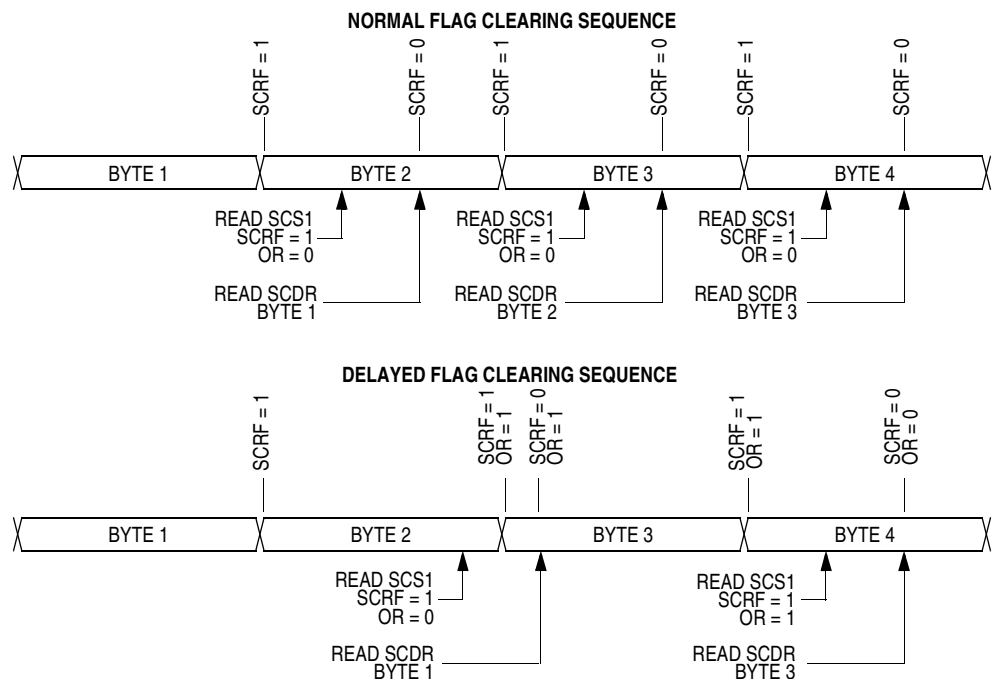 NORMAL FLAG CLEARING SEQUENCE
SCRF = 1
SCRF = 0
SCRF = 1
SCRF = 0
SCRF = 1
SCRF = 0
BYTE 1
BYTE 2
BYTE 3
BYTE 4
READ SCS1
SCRF = 1
OR = 0
READ SCS1
SCRF = 1
OR = 0
READ SCS1
SCRF = 1
OR = 0
READ SCDR
BYTE 1
READ SCDR
BYTE 2
READ SCDR
BYTE 3
DELAYED FLAG CLEARING SEQUENCE
SCRF = 1
SCRF = 1
OR = 1
SCRF = 0
OR = 1
SCRF = 1
OR = 1
SCRF = 0
OR = 0
BYTE 1
BYTE 2
BYTE 3
BYTE 4
READ SCS1
SCRF = 1
OR = 0
READ SCS1
SCRF = 1
OR = 1
READ SCDR
BYTE 1
READ SCDR
BYTE 3